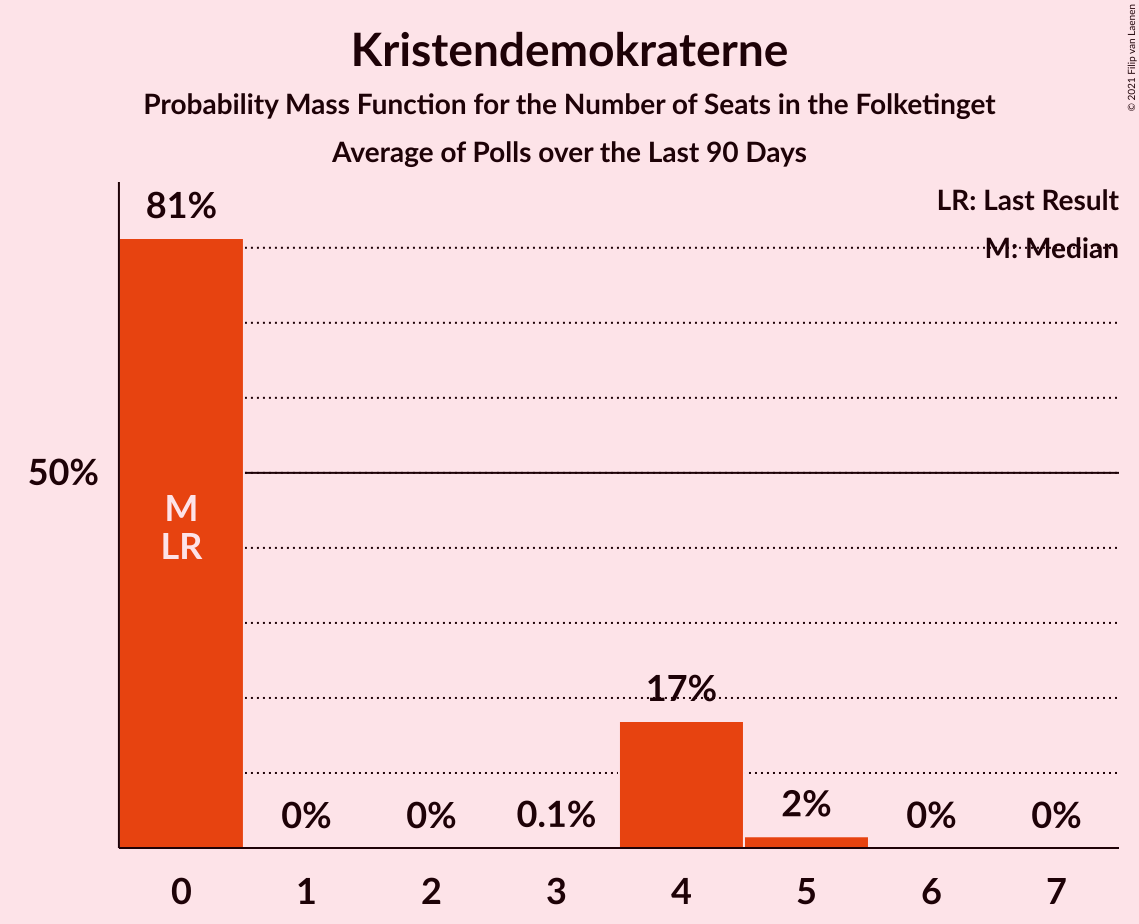 Kristendemokraterne
Probability Mass Function for the Number of Seats in the Folketinget
Average of Polls over the Last 90 Days
© 2021 Filip van Laenen
LR: Last Result
M: Median
81%
50%
M
LR
17%
0%
0%
0.1%
2%
0%
0%
0
1
2
3
4
5
6
7